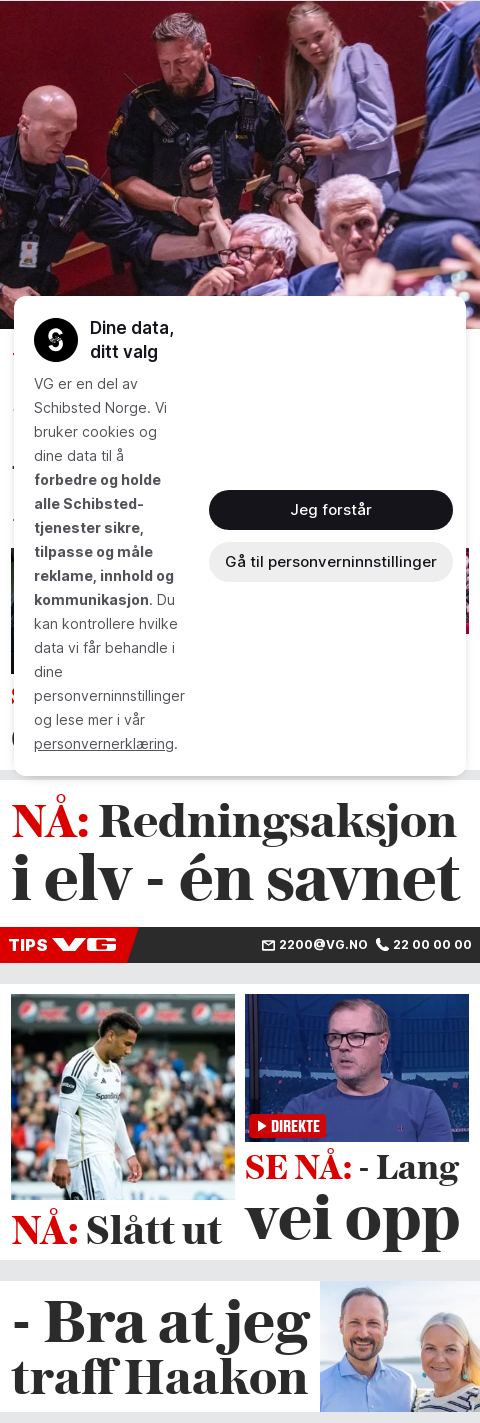 Dine data,
ditt valg
VG er en del av
Schibsted Norge. Vi
bruker cookies og
dine data til å
forbedre og holde
alle Schibsted-
tjenester sikre,
tilpasse og måle
reklame, innhold og
kommunikasjon. Du
kan kontrollere hvilke
data vi får behandle i
dine
personverninnstillinger
og lese mer i vår
personvernerklæring.
Jeg forstår
Gå til personverninnstillinger
NÅ: Redningsaksjon
i elv - én savnet
TIPS VG 2200@VG.NO 22 00 00 00
DIREKTE
NÅ: Slått ut
SE NÅ: - Lang
vei opp
- Bra at jeg
traff Haakon